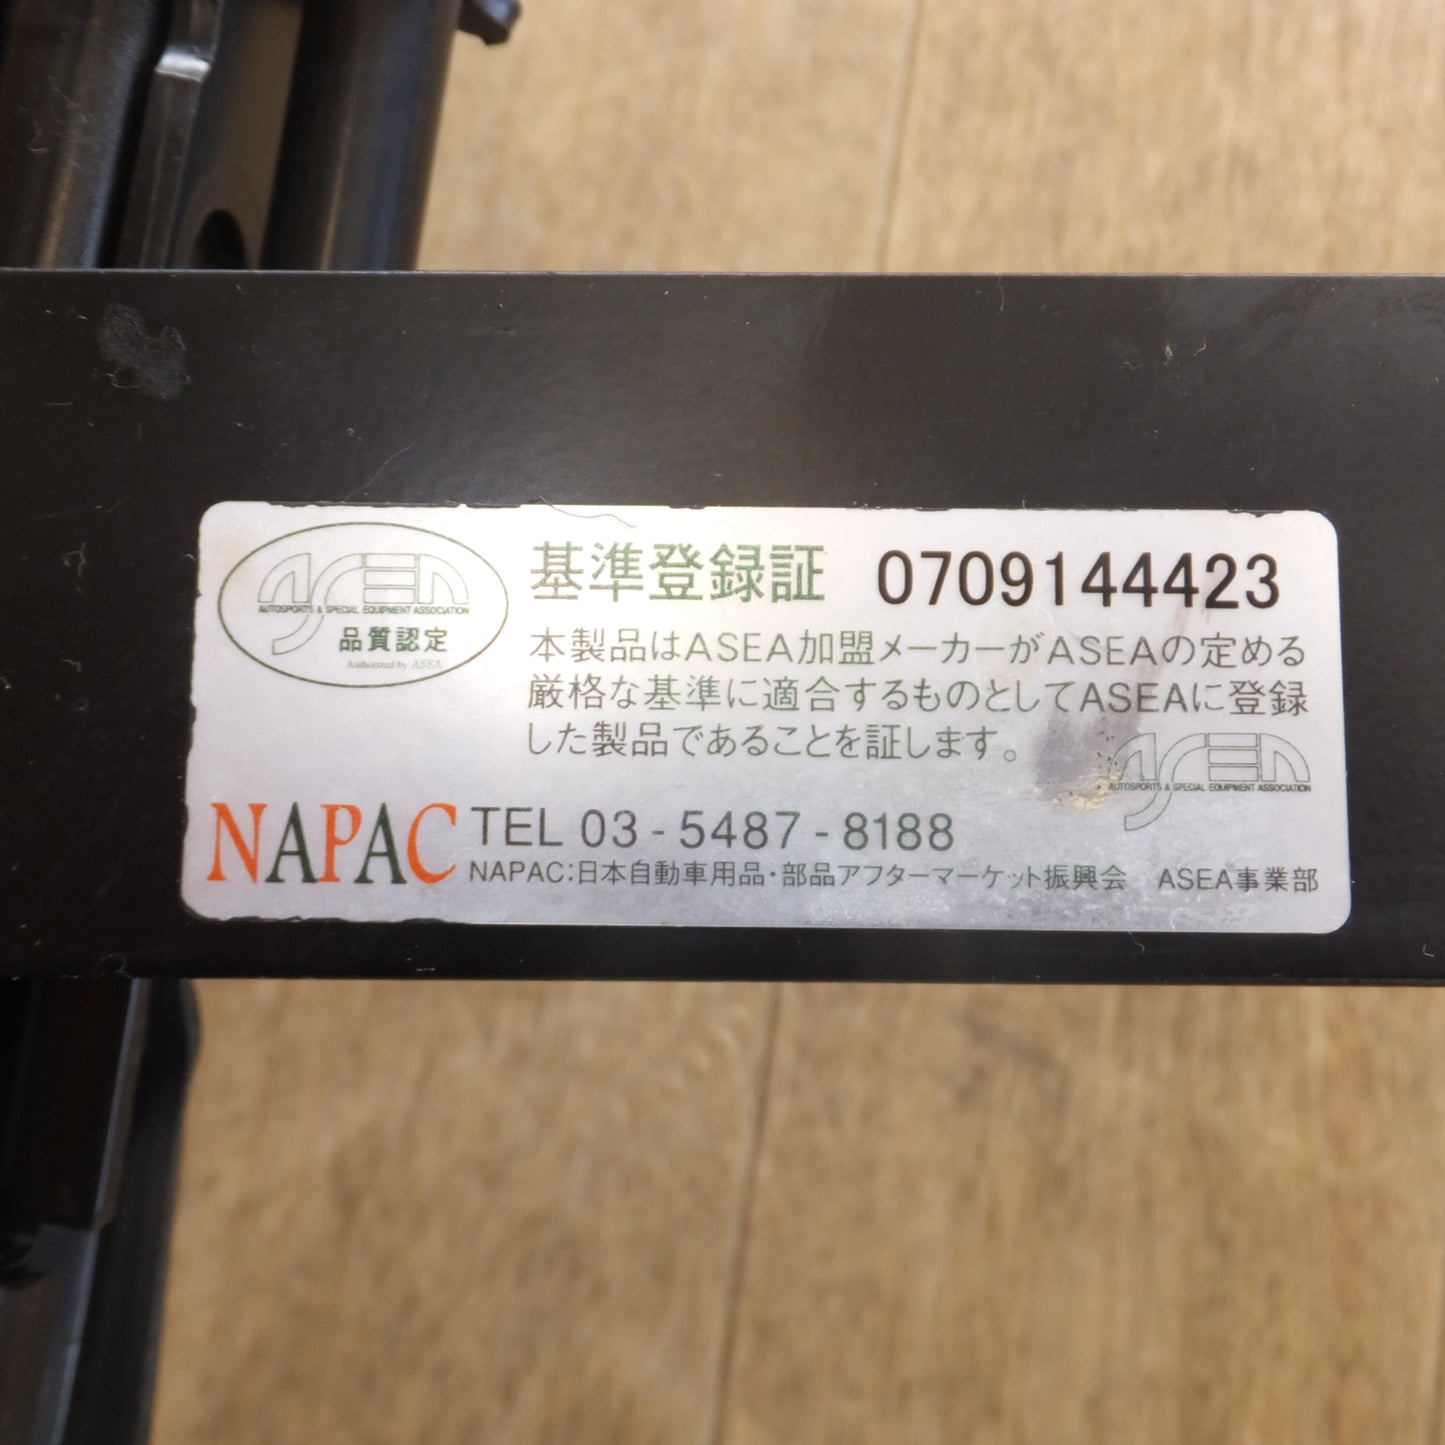 ASEA
AUTOSPORTS & SPECIAL EQUIPMENT ASSOCIATION
品質認定
Authorized by ASEA
基準登録証 0709144423
本製品はASEA加盟メーカーがASEAの定める
厳格な基準に適合するものとしてASEAに登録
した製品であることを証します。
ASEA
AUTOSPORTS & SPECIAL EQUIPMENT ASSOCIATION
NAPAC TEL 03-5487-8188
NAPAC:日本自動車用品・部品アフターマーケット振興会 ASEA事業部